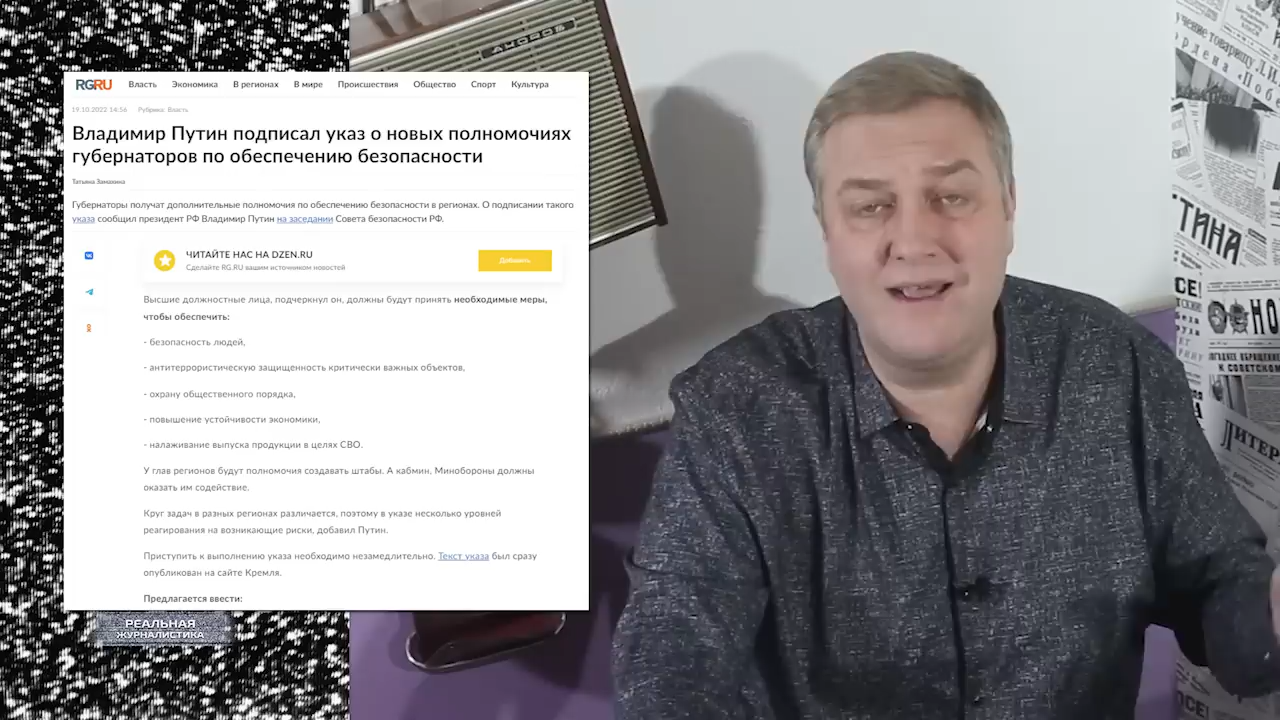 RGRU
Власть Экономика В регионах В мире Происшествия Общество Спорт Культура
19.10.2022 14:56 Рубрика: Власть
Владимир Путин подписал указ о новых полномочиях
губернаторов по обеспечению безопасности
Татьяна Замахина
Губернаторы получат дополнительные полномочия по обеспечению безопасности в регионах. О подписании такого
указа сообщил президент РФ Владимир Путин на заседании Совета безопасности РФ.
ЧИТАЙТЕ НАС НА DZEN.RU
Сделайте RG.RU вашим источником новостей
Добавить
Высшие должностные лица, подчеркнул он, должны будут принять необходимые меры,
чтобы обеспечить:
- безопасность людей,
- антитеррористическую защищенность критически важных объектов,
- охрану общественного порядка,
- повышение устойчивости экономики,
- налаживание выпуска продукции в целях СВО.
У глав регионов будут полномочия создавать штабы. А кабмин, Минобороны должны
оказать им содействие.
Круг задач в разных регионах различается, поэтому в указе несколько уровней
реагирования на возникающие риски, добавил Путин.
Приступить к выполнению указа необходимо незамедлительно. Текст указа был сразу
опубликован на сайте Кремля.
Предлагается ввести:
РЕАЛЬНАЯ
ЖУРНАЛИСТИКА
ТИНА
СЕ!
НО
К СОВЕТСКОМ
ЛИТЕР